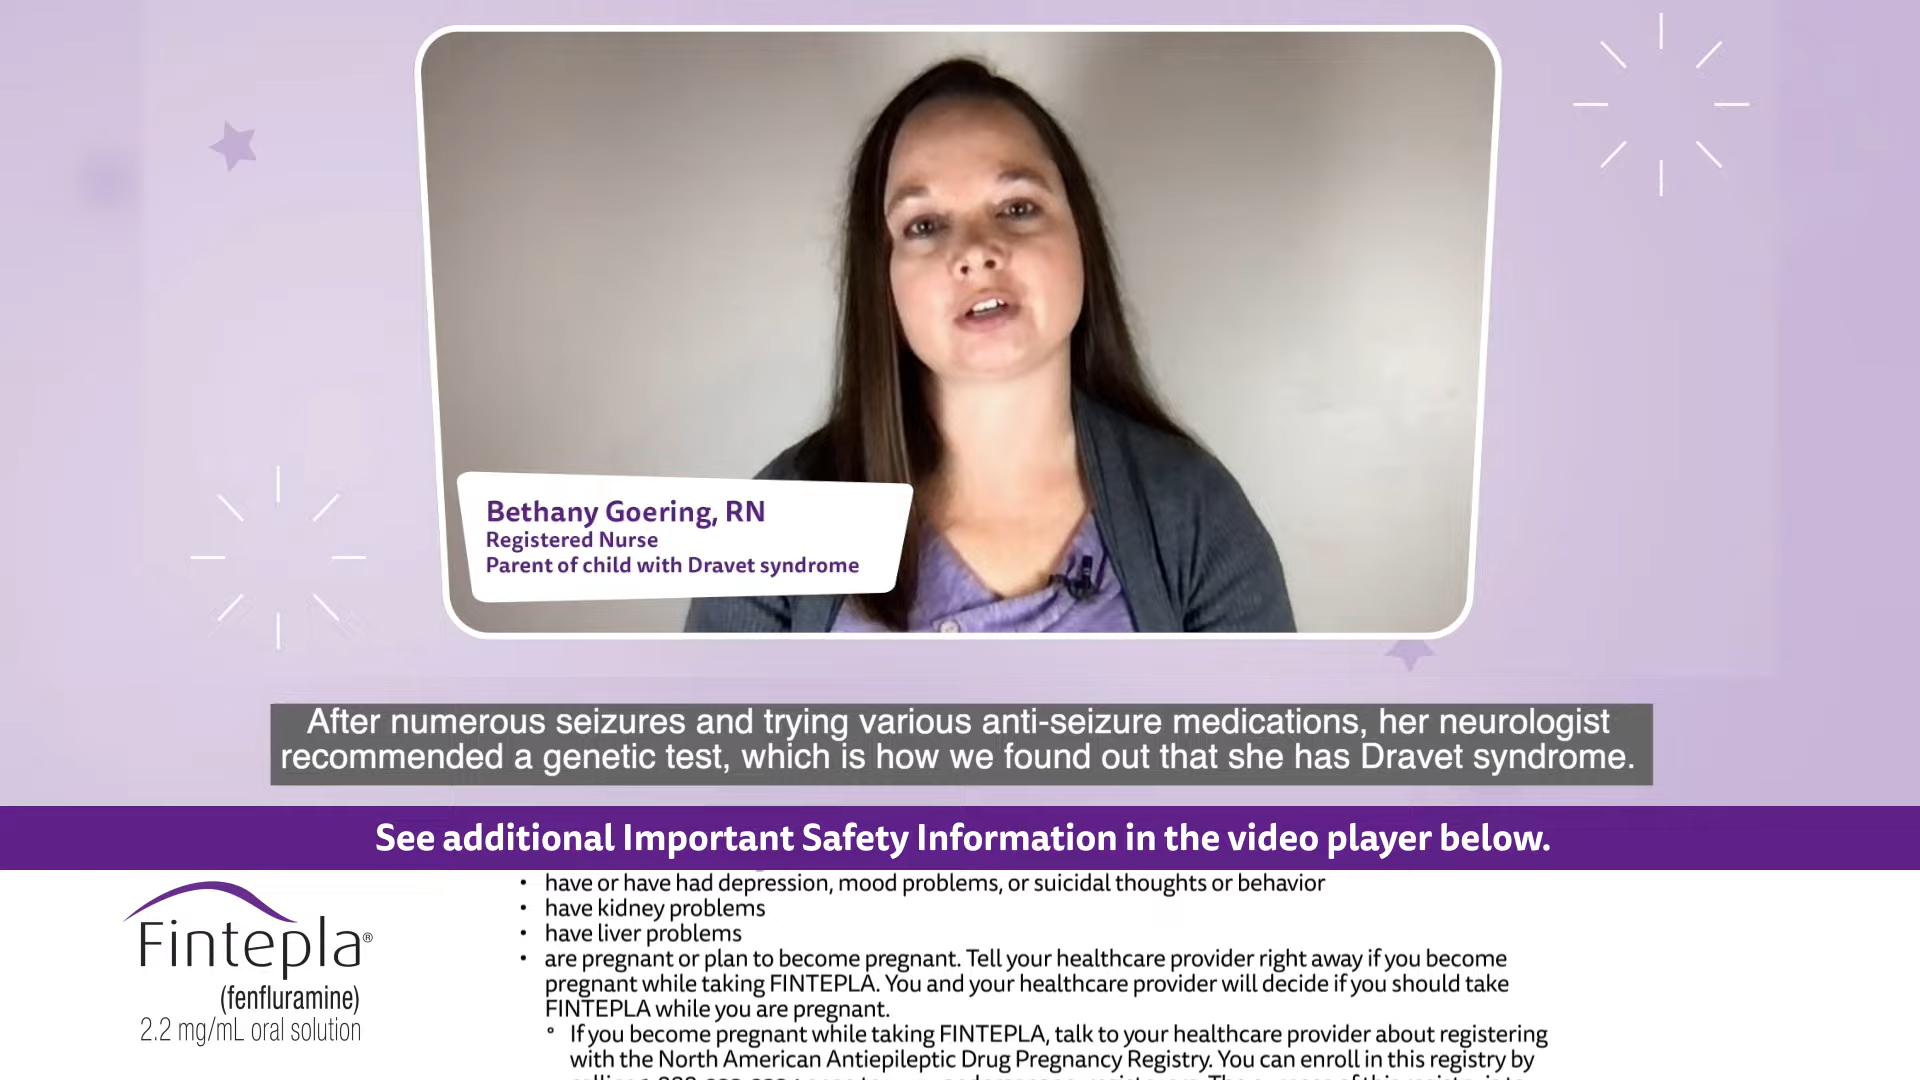 Bethany Goering, RN
Registered Nurse
Parent of child with Dravet syndrome
After numerous seizures and trying various anti-seizure medications, her neurologist
recommended a genetic test, which is how we found out that she has Dravet syndrome.
See additional Important Safety Information in the video player below.
Fintepla®
(fenfluramine)
2.2 mg/mL oral solution
• have or have had depression, mood problems, or suicidal thoughts or behavior
• have kidney problems
• have liver problems
• are pregnant or plan to become pregnant. Tell your healthcare provider right away if you become
pregnant while taking FINTEPLA. You and your healthcare provider will decide if you should take
FINTEPLA while you are pregnant.
° If you become pregnant while taking FINTEPLA, talk to your healthcare provider about registering
with the North American Antiepileptic Drug Pregnancy Registry. You can enroll in this registry by